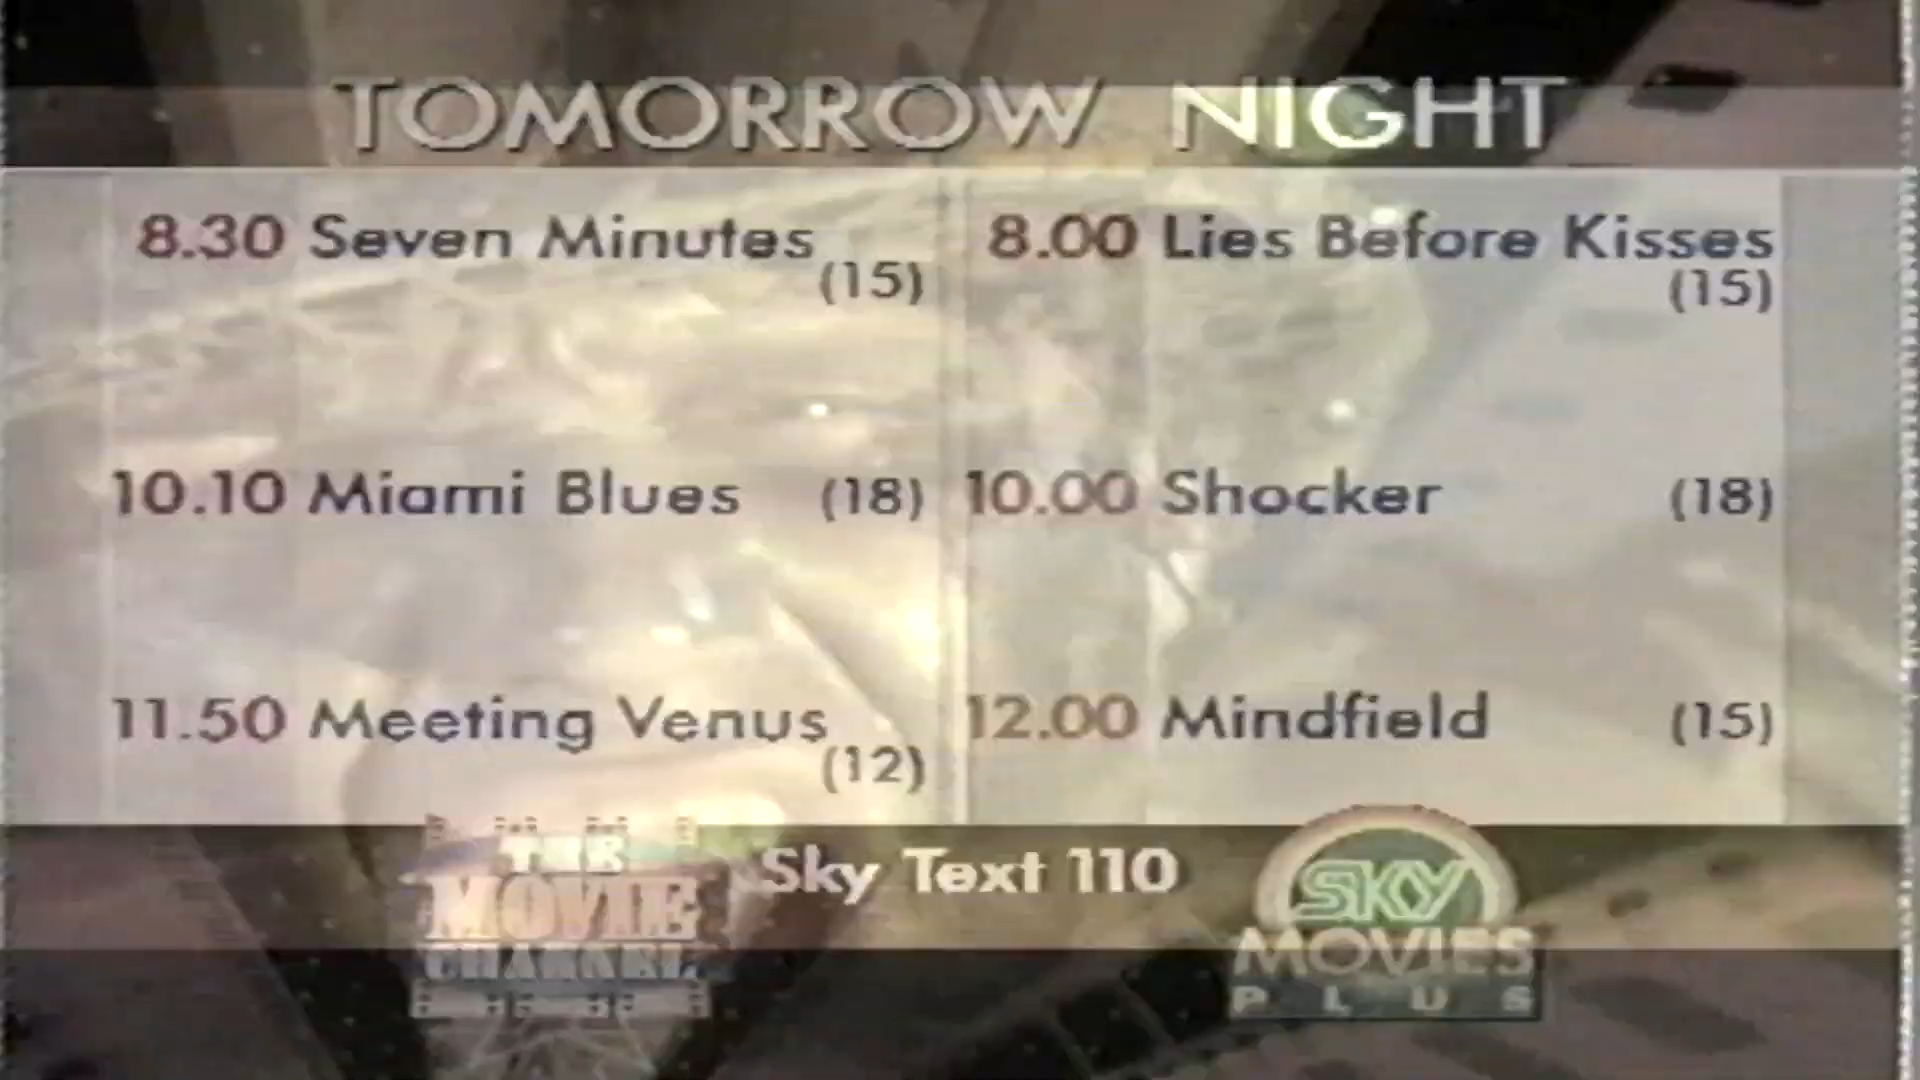 TOMORROW NIGHT
8.30 Seven Minutes
(15)
10.10 Miami Blues (18)
11.50 Meeting Venus
(12)
8.00 Lies Before Kisses
(15)
10.00 Shocker (18)
12.00 Mindfield (15)
THE
MOVIE
CHANNEL
Sky Text 110
SKY
MOVIES
PLUS